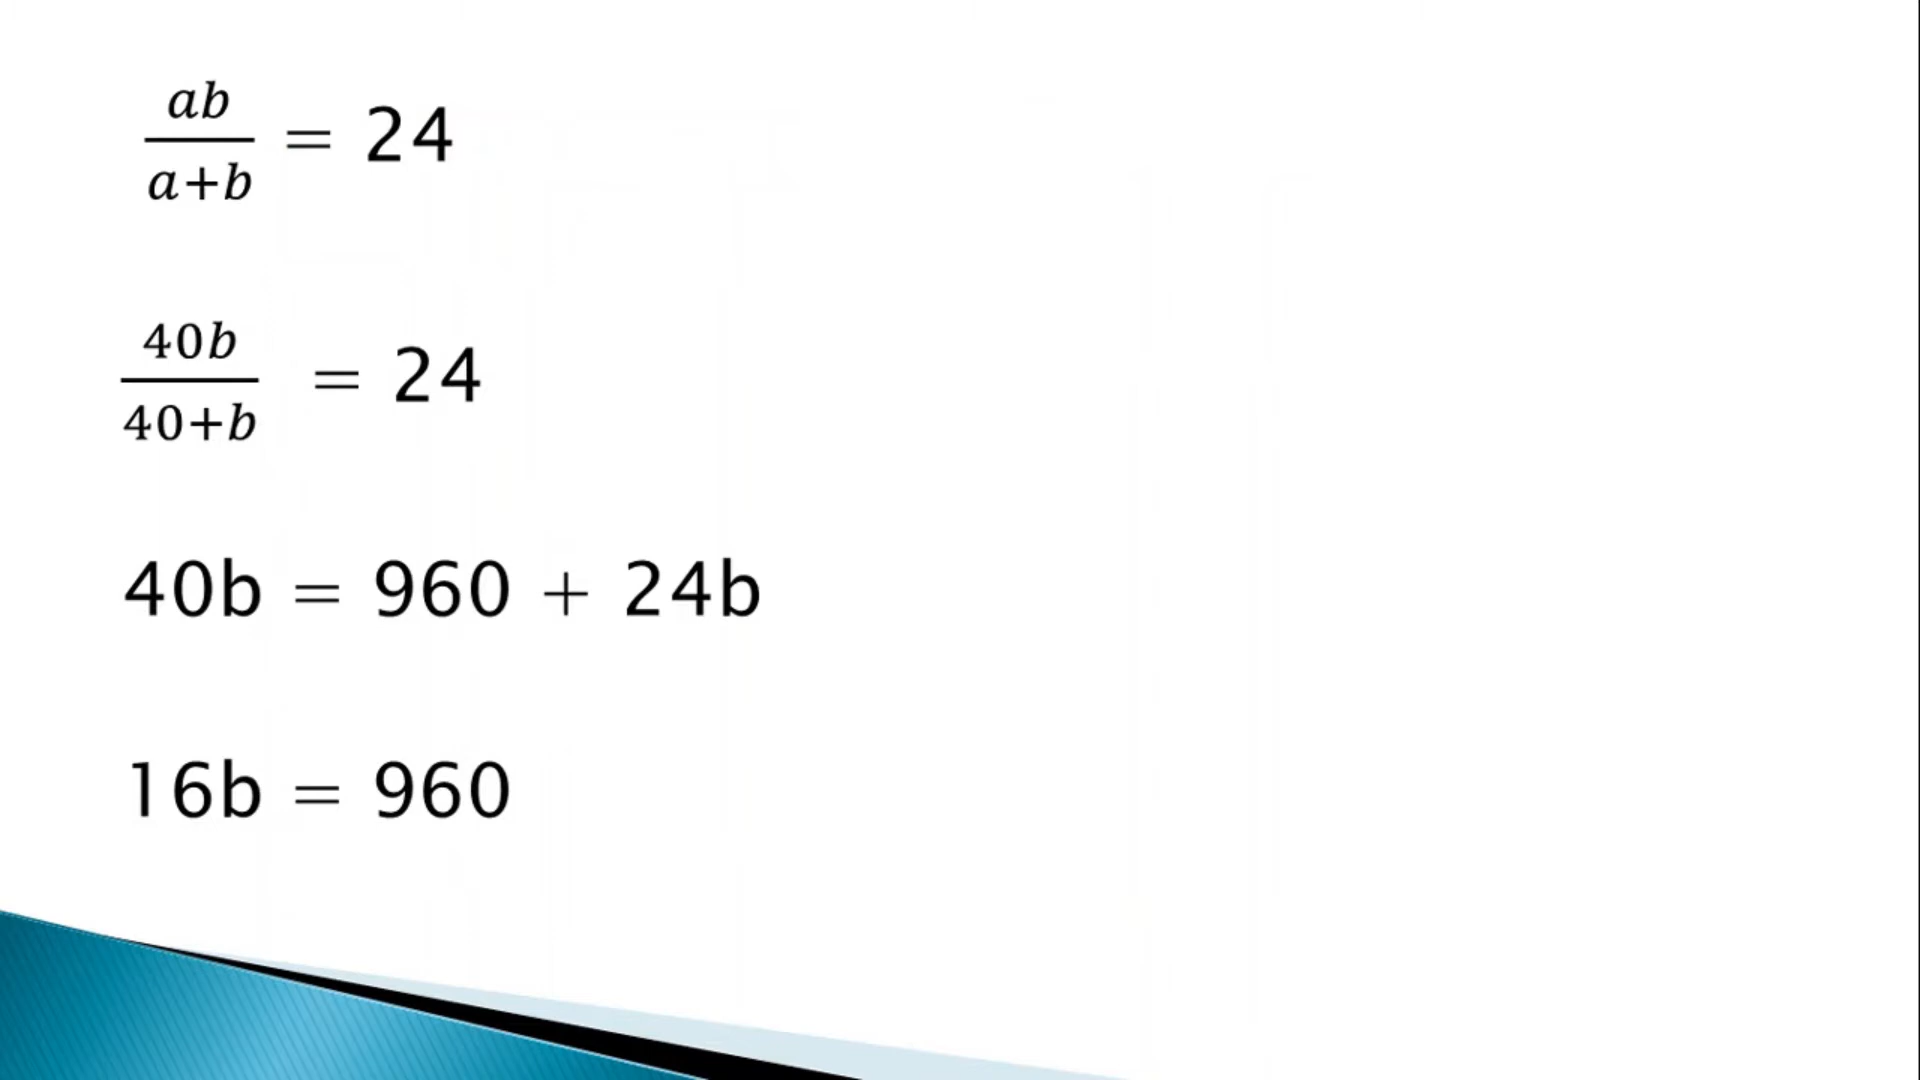 ab/a+b = 24
40b/40+b = 24
40b = 960 + 24b
16b = 960